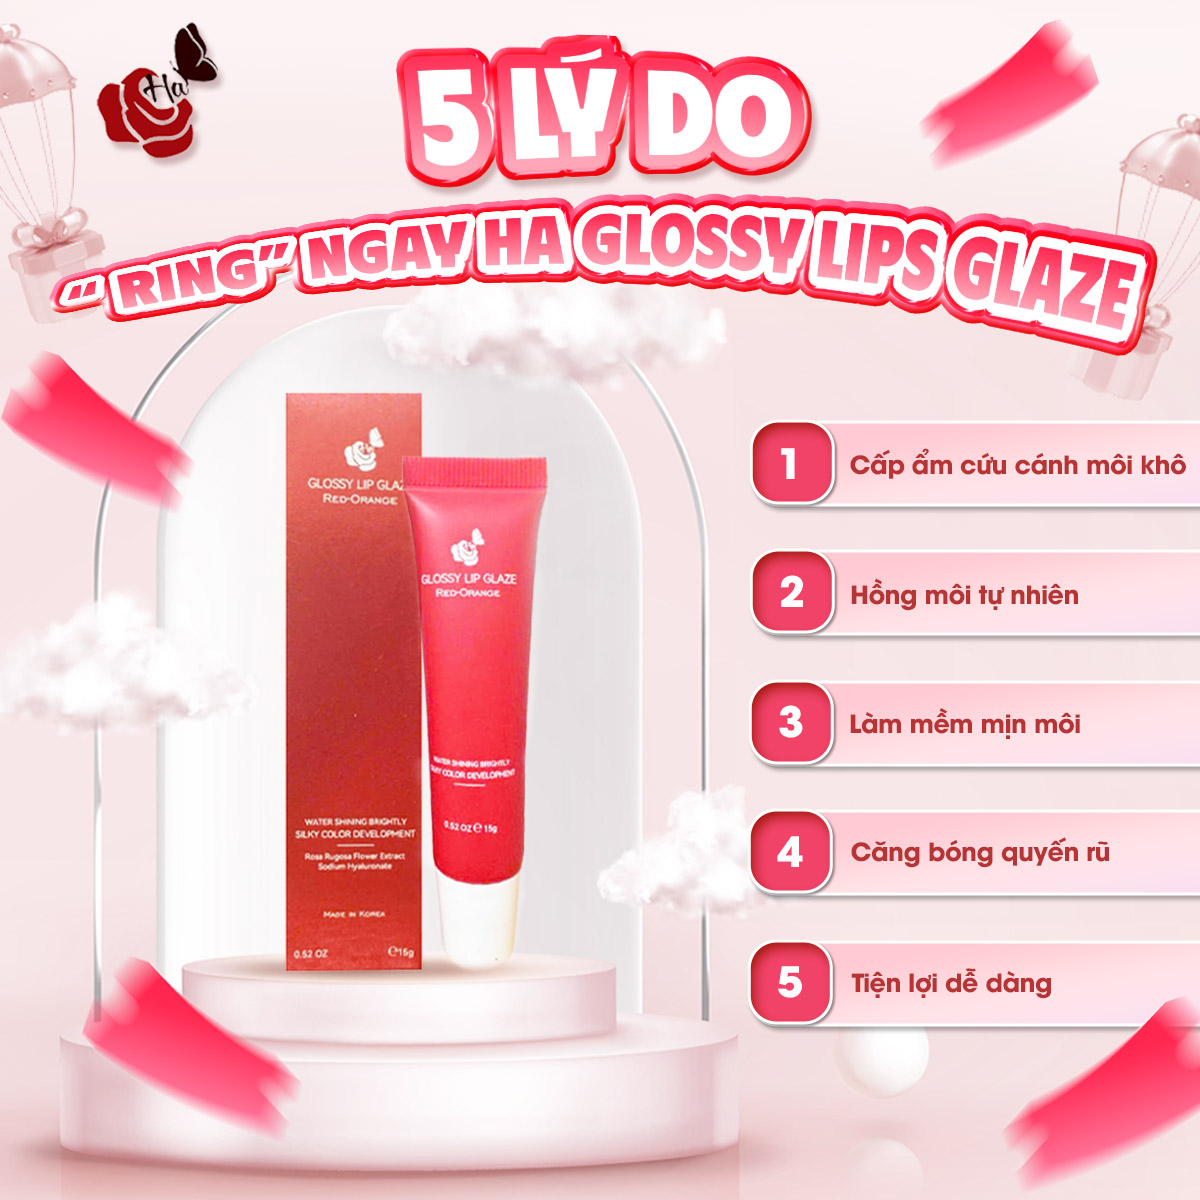 Ha
5 LÝ DO
“ RING” NGAY HA GLOSSY LIPS GLAZE
GLOSSY LIP GLAZ
RED-ORANGE
WATER SHINING BRIGHTLY
SILKY COLOR DEVELOPMENT
Rosa Rugosa Flower Extract
Sodium Hyaluronate
MADE IN KOREA
0.52 OZ ℮15g
GLOSSY LIP GLAZE
RED-ORANGE
WATER SHINING BRIGHTLY
SILKY COLOR DEVELOPMENT
0.52 OZ ℮ 15g
1 Cấp ẩm cứu cánh môi khô
2 Hồng môi tự nhiên
3 Làm mềm mịn môi
4 Căng bóng quyến rũ
5 Tiện lợi dễ dàng